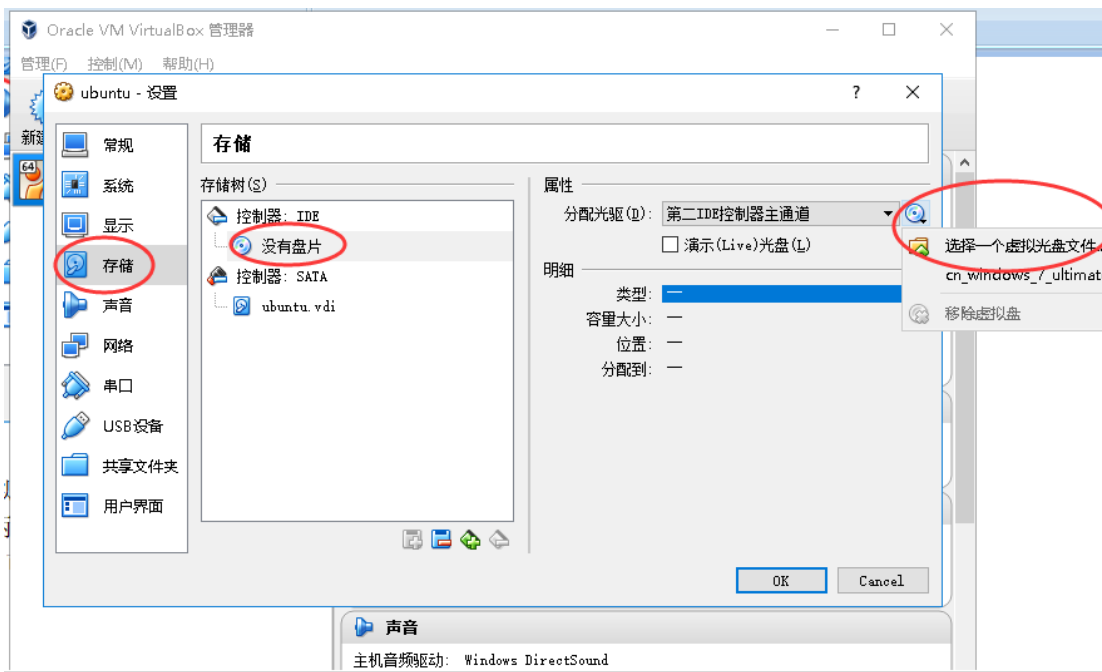 Oracle VM VirtualBox 管理器
管理(F) 控制(M) 帮助(H)
新建
64
ubuntu - 设置
?
常规
系统
显示
存储
声音
网络
串口
USB设备
共享文件夹
用户界面
存储
存储树(S)
控制器: IDE
没有盘片
控制器: SATA
ubuntu.vdi
属性
分配光驱(D): 第二IDE控制器主通道
演示(Live)光盘(L)
明细
类型: —
容量大小: —
位置: —
分配到: —
选择一个虚拟光盘文件...
cn_windows_7_ultimat
移除虚拟盘
OK Cancel
声音
主机音频驱动: Windows DirectSound